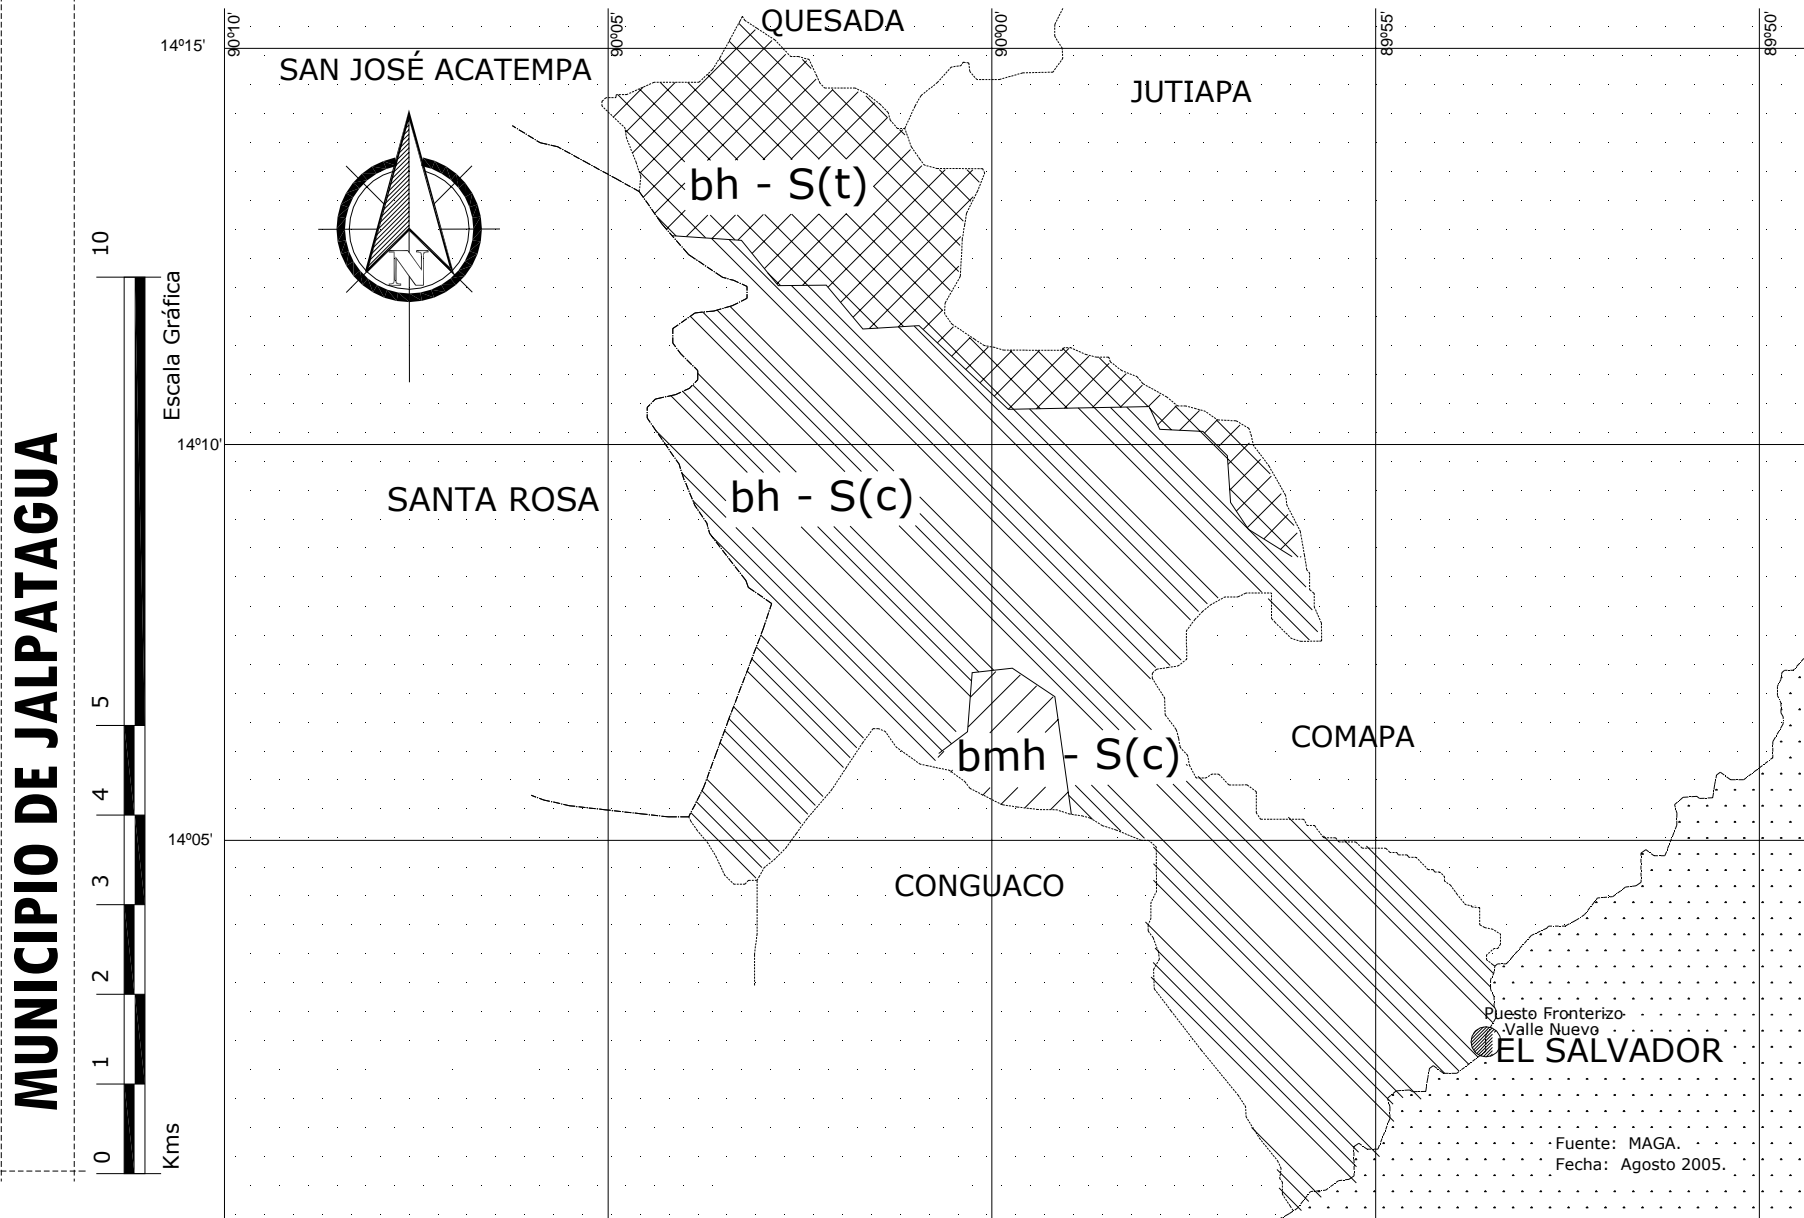 90º10'
90º05'
QUESADA
90º00'
89º55'
89º50'
14º15'
SAN JOSÉ ACATEMPA
JUTIAPA
bh - S(t)
N
10
Escala Gráfica
14º10'
SANTA ROSA
bh - S(c)
MUNICIPIO DE JALPATAGUA
5
COMAPA
bmh - S(c)
4
14º05'
3
CONGUACO
2
Puesto Fronterizo
Valle Nuevo
EL SALVADOR
1
0
Kms
Fuente: MAGA.
Fecha: Agosto 2005.